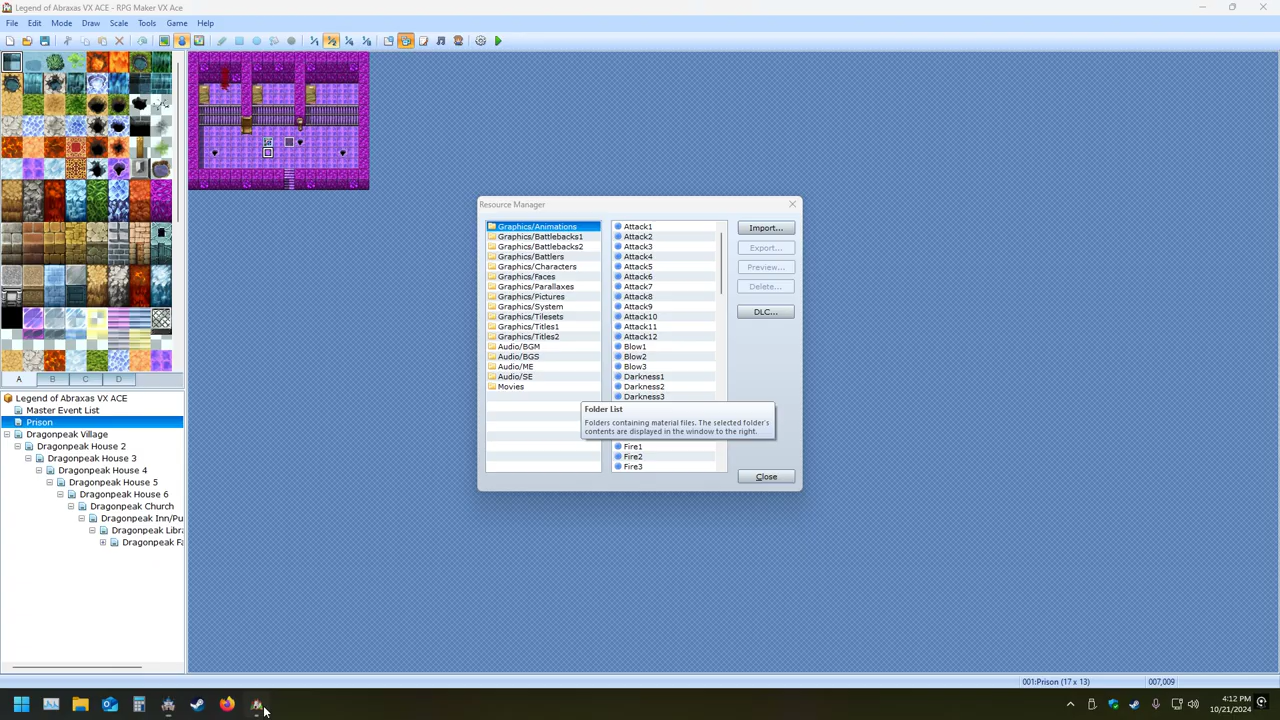 Legend of Abraxas VX ACE - RPG Maker VX Ace
File Edit Mode Draw Scale Tools Game Help
Resource Manager
Graphics/Animations
Graphics/Battlebacks1
Graphics/Battlebacks2
Graphics/Battlers
Graphics/Characters
Graphics/Faces
Graphics/Parallaxes
Graphics/Pictures
Graphics/System
Graphics/Tilesets
Graphics/Titles1
Graphics/Titles2
Audio/BGM
Audio/BGS
Audio/ME
Audio/SE
Movies
Attack1
Attack2
Attack3
Attack4
Attack5
Attack6
Attack7
Attack8
Attack9
Attack10
Attack11
Attack12
Blow1
Blow2
Blow3
Darkness1
Darkness2
Darkness3
Fire1
Fire2
Fire3
Import...
Export...
Preview...
Delete...
DLC...
Close
Folder List
Folders containing material files. The selected folder's
contents are displayed in the window to the right.
A B C D
Legend of Abraxas VX ACE
Master Event List
Prison
Dragonpeak Village
Dragonpeak House 2
Dragonpeak House 3
Dragonpeak House 4
Dragonpeak House 5
Dragonpeak House 6
Dragonpeak Church
Dragonpeak Inn/Pu
Dragonpeak Libr
Dragonpeak Fa
001:Prison (17 x 13) 007,009
4:12 PM
10/21/2024